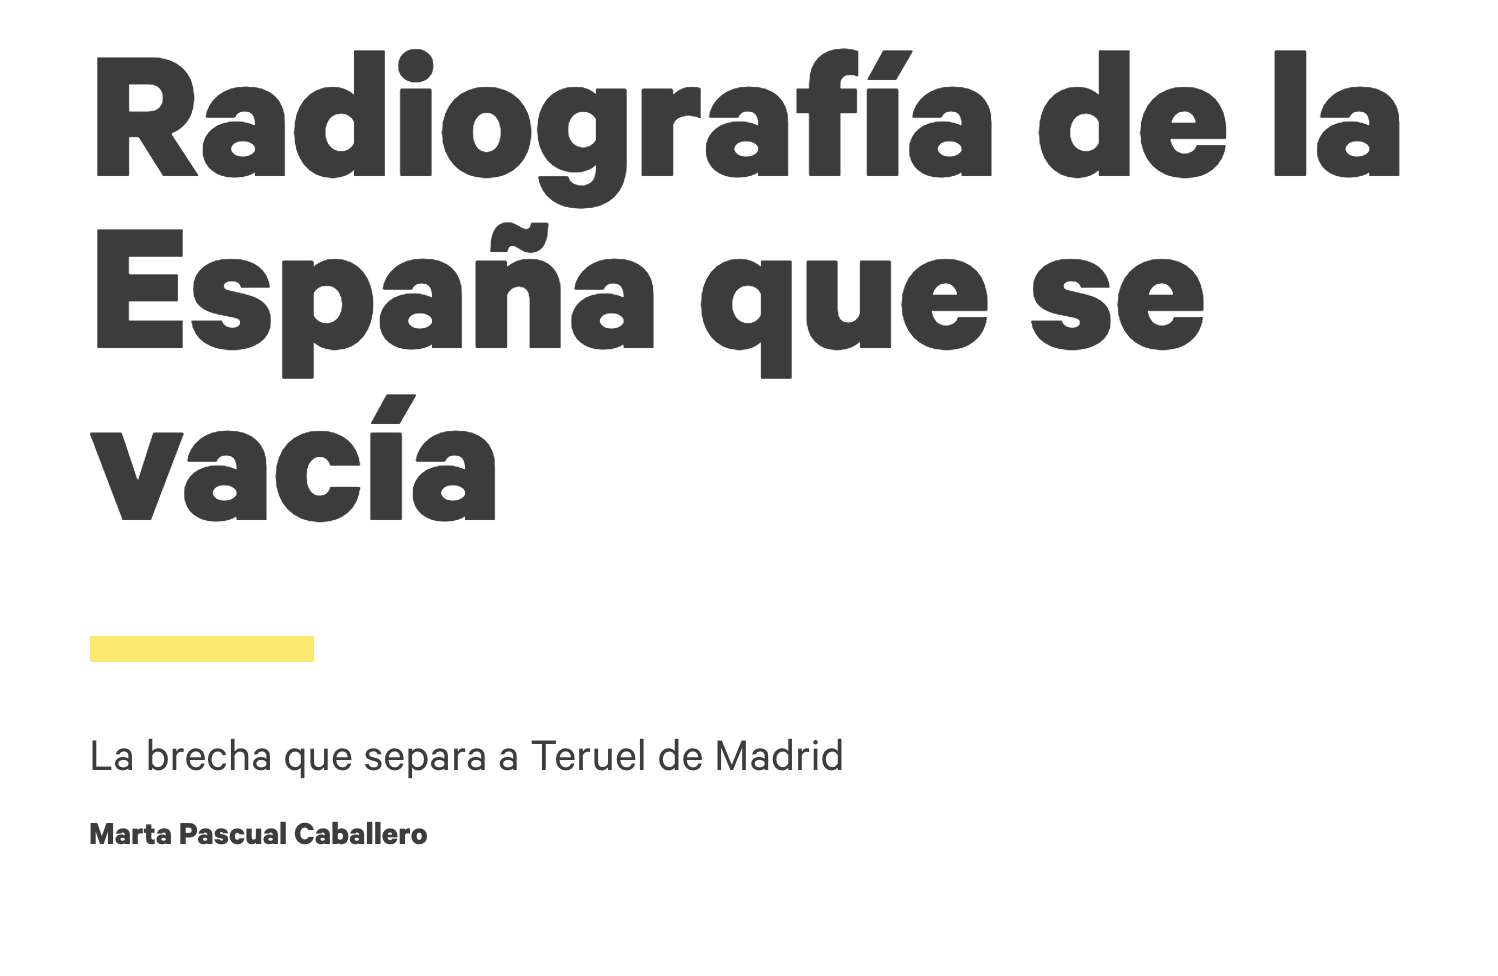 Radiografía de la
España que se
vacía
La brecha que separa a Teruel de Madrid
Marta Pascual Caballero